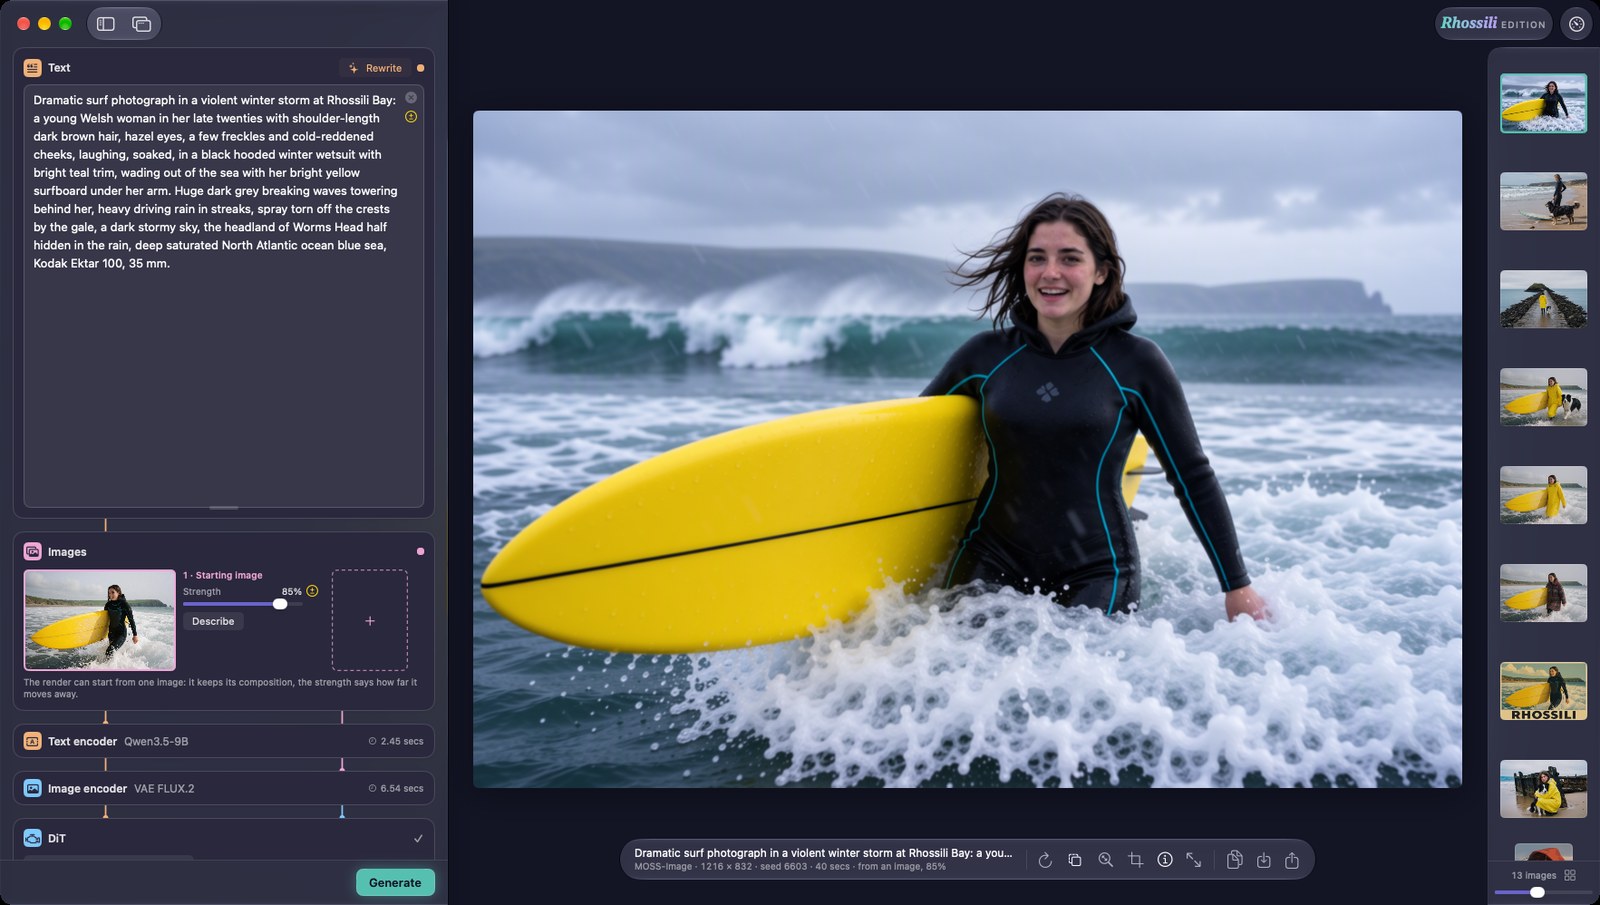 Rhossili EDITION
Text
Rewrite
Dramatic surf photograph in a violent winter storm at Rhossili Bay:
a young Welsh woman in her late twenties with shoulder-length
dark brown hair, hazel eyes, a few freckles and cold-reddened
cheeks, laughing, soaked, in a black hooded winter wetsuit with
bright teal trim, wading out of the sea with her bright yellow
surfboard under her arm. Huge dark grey breaking waves towering
behind her, heavy driving rain in streaks, spray torn off the crests
by the gale, a dark stormy sky, the headland of Worms Head half
hidden in the rain, deep saturated North Atlantic ocean blue sea,
Kodak Ektar 100, 35 mm.
Images
1 · Starting image
Strength 85%
Describe
The render can start from one image: it keeps its composition, the strength says how far it
moves away.
Text encoder Qwen3.5-9B 2.45 secs
Image encoder VAE FLUX.2 6.54 secs
DiT
Generate
Dramatic surf photograph in a violent winter storm at Rhossili Bay: a you...
MOSS-Image · 1216 × 832 · seed 6603 · 40 secs · from an image, 85%
RHOSSILI
13 images